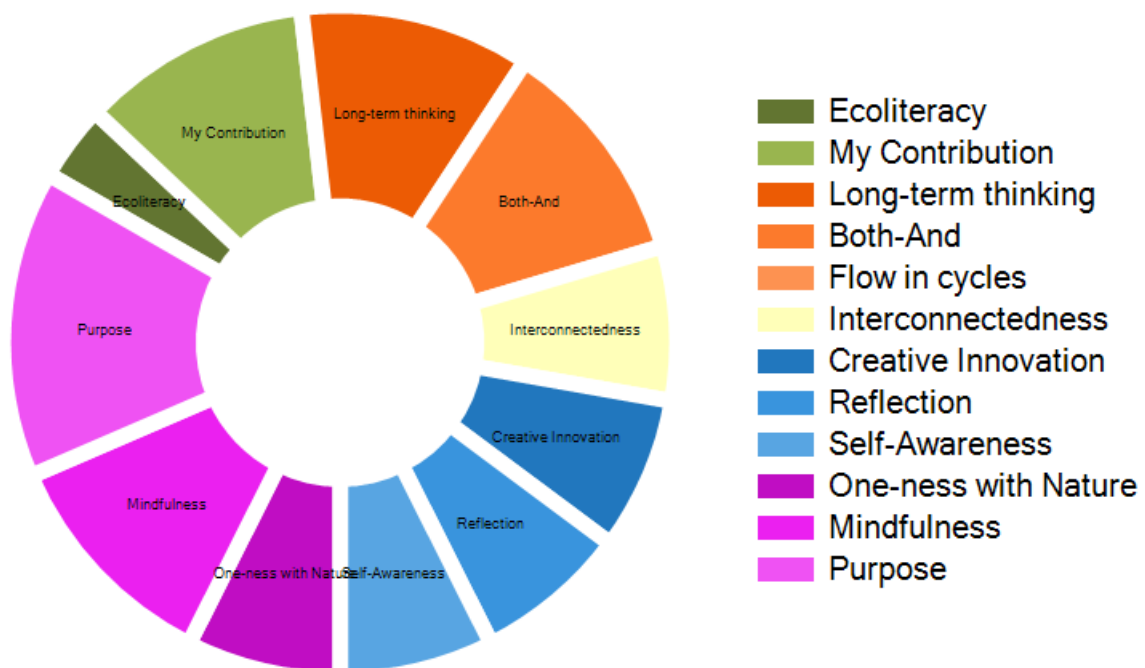 Long-term thinking
My Contribution
Both-And
Ecoliteracy
Purpose
Interconnectedness
Creative Innovation
Mindfulness
Reflection
One-ness with Nature
Self-Awareness
Ecoliteracy
My Contribution
Long-term thinking
Both-And
Flow in cycles
Interconnectedness
Creative Innovation
Reflection
Self-Awareness
One-ness with Nature
Mindfulness
Purpose